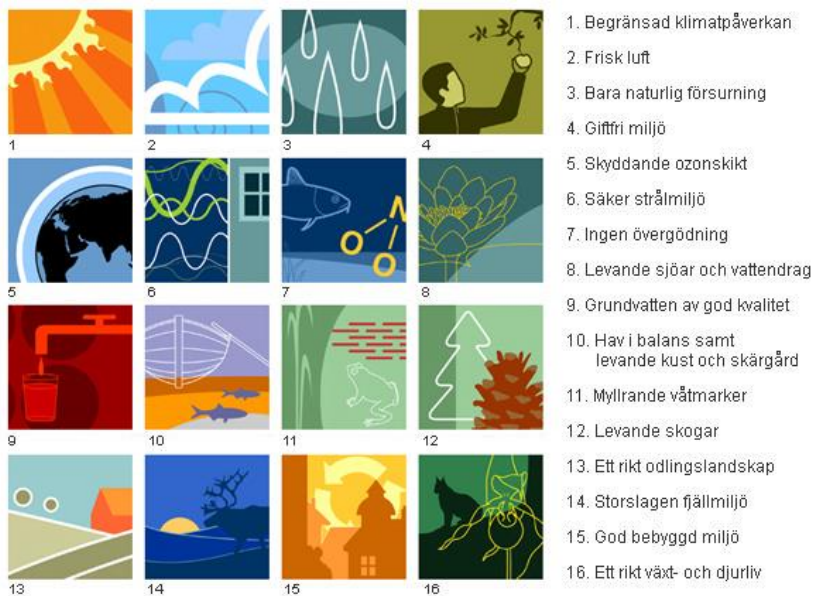 1
2
3
4
5
6
7
N
O
O
8
9
10
11
12
13
14
15
16
1. Begränsad klimatpåverkan
2. Frisk luft
3. Bara naturlig försurning
4. Giftfri miljö
5. Skyddande ozonskikt
6. Säker strålmiljö
7. Ingen övergödning
8. Levande sjöar och vattendrag
9. Grundvatten av god kvalitet
10. Hav i balans samt
levande kust och skärgård
11. Myllrande våtmarker
12. Levande skogar
13. Ett rikt odlingslandskap
14. Storslagen fjällmiljö
15. God bebyggd miljö
16. Ett rikt växt- och djurliv